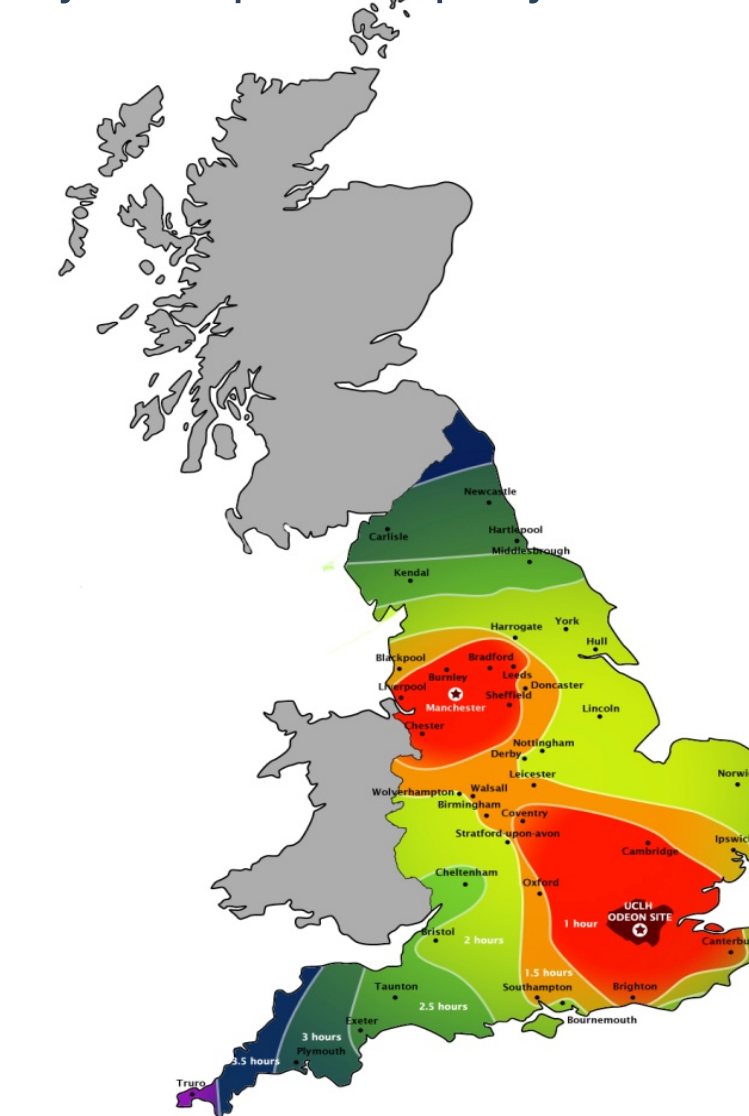 Newcastle
Carlisle
Hartlepool
Middlesbrough
Kendal
Harrogate
York
Hull
Blackpool
Bradford
Burnley
Leeds
Liverpool
Doncaster
Sheffield
Manchester
Lincoln
Chester
Nottingham
Derby
Leicester
Norwi
Wolverhampton
Walsall
Birmingham
Coventry
Stratford upon-avon
Cambridge
Ipswic
Cheltenham
Oxford
UCLH
ODEON SITE
1 hour
Bristol
2 hours
Canterbu
1.5 hours
Taunton
Southampton
Brighton
2.5 hours
Exeter
Bournemouth
3 hours
Plymouth
3.5 hours
Truro